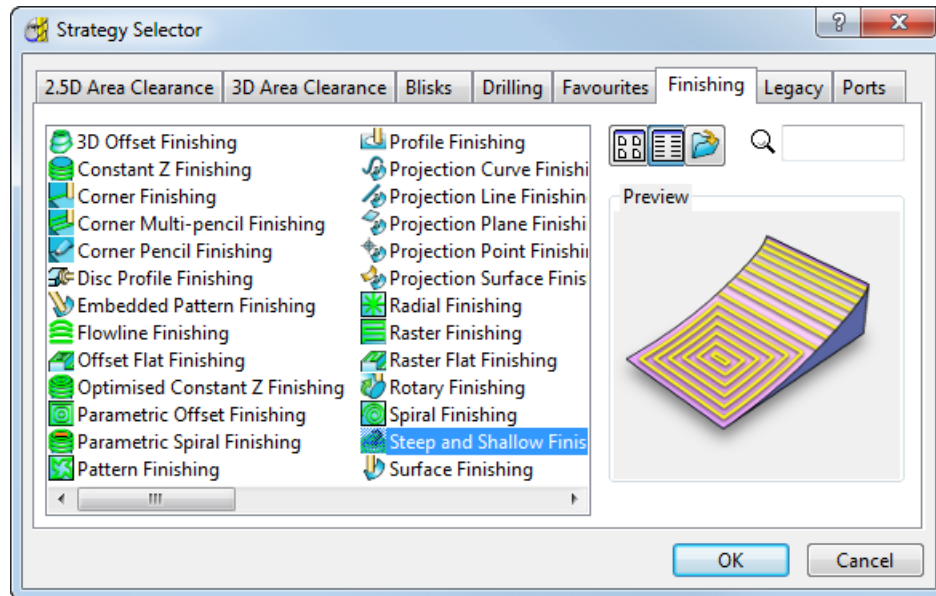 Strategy Selector
2.5D Area Clearance 3D Area Clearance Blisks Drilling Favourites Finishing Legacy Ports
3D Offset Finishing
Constant Z Finishing
Corner Finishing
Corner Multi-pencil Finishing
Corner Pencil Finishing
Disc Profile Finishing
Embedded Pattern Finishing
Flowline Finishing
Offset Flat Finishing
Optimised Constant Z Finishing
Parametric Offset Finishing
Parametric Spiral Finishing
Pattern Finishing
Profile Finishing
Projection Curve Finishi
Projection Line Finishin
Projection Plane Finishi
Projection Point Finishin
Projection Surface Finis
Radial Finishing
Raster Finishing
Raster Flat Finishing
Rotary Finishing
Spiral Finishing
Steep and Shallow Finis
Surface Finishing
Preview
OK Cancel